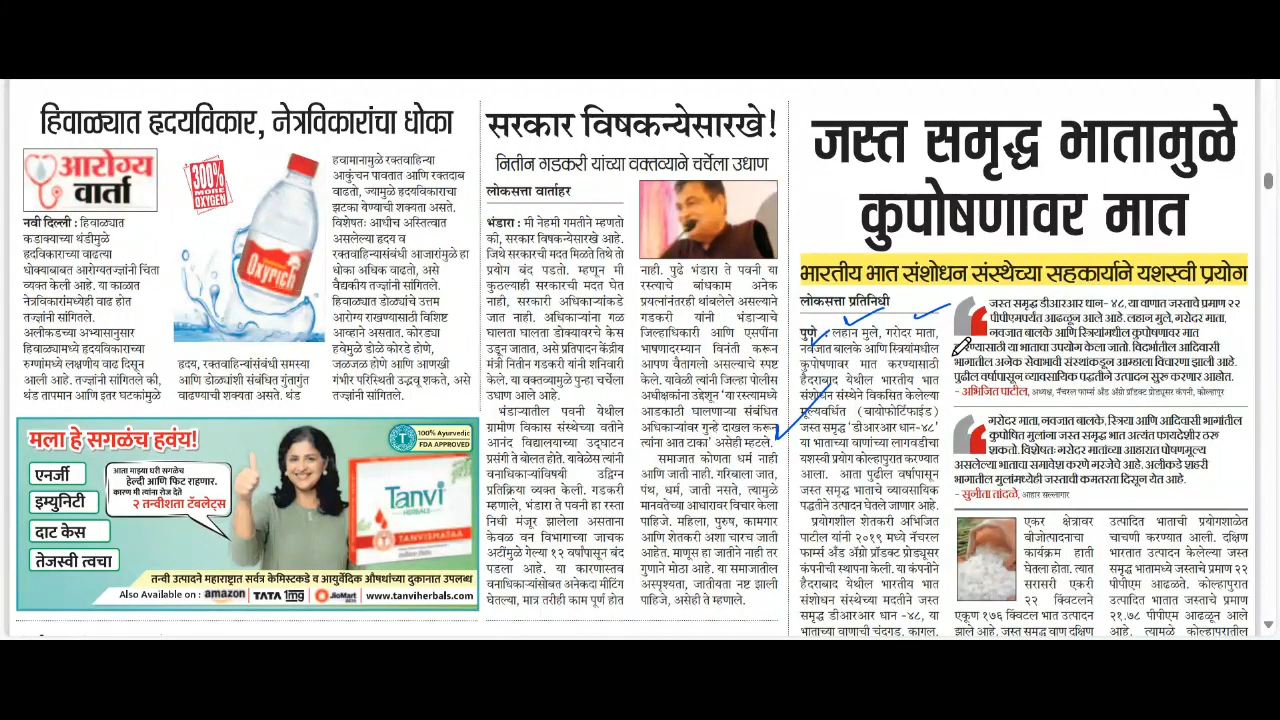 हिवाळ्यात हृदयविकार, नेत्रविकारांचा धोका
आरोग्य
वार्ता
नवी दिल्ली : हिवाळ्यात
कडाक्याच्या थंडीमुळे
हृदविकाराच्या वाढत्या
धोक्याबाबत आरोग्यतज्ज्ञांनी चिंता
व्यक्त केली आहे. या काळात
नेत्रविकारांमध्येही वाढ होत
असल्याचे तज्ज्ञांनी सांगितले.
अलीकडच्या अभ्यासानुसार
हिवाळ्यामध्ये हृदयविकाराच्या
रुग्णांमध्ये लक्षणीय वाढ दिसून
आली आहे. तज्ज्ञांनी सांगितले की,
थंड तापमान आणि इतर घटकांमुळे
300%
MORE
OXYGEN
Oxyrich
हृदय, रक्तवाहिन्यांसंबंधी समस्या
आणि डोळ्यांशी संबंधित गुंतागुंत
वाढण्याची शक्यता असते. थंड
हवामानामुळे रक्तवाहिन्या
आकुंचन पावतात आणि रक्तदाब
वाढतो, ज्यामुळे हृदयविकाराचा
झटका येण्याची शक्यता असते.
विशेषतः आधीच अस्तित्वात
असलेल्या हृदय व
रक्तवाहिन्यासंबंधी आजारांमुळे हा
धोका अधिक वाढतो, असे
वैद्यकीय तज्ज्ञांनी सांगितले.
हिवाळ्यात डोळ्यांचे उत्तम
आरोग्य राखण्यासाठी विशिष्ट
आव्हाने असतात. कोरड्या
हवेमुळे डोळे कोरडे होणे,
जळजळ होणे आणि आणखी
गंभीर परिस्थिती उद्भवू शकते, असे
तज्ज्ञांनी सांगितले.
मला हे सगळंच हवंय!
एनर्जी
इम्युनिटी
दाट केस
तेजस्वी त्वचा
आता माझ्या घरी सगळेच
हेल्दी आणि फिट राहणार.
कारण मी त्यांना रोज देते
२ तन्वीशता टॅबलेट्स
100% Ayurvedic
FDA APPROVED
Tanvi
HERBALS
TANVISHATAA
तन्वी उत्पादने महाराष्ट्रात सर्वत्र केमिस्टकडे व आयुर्वेदिक औषधांच्या दुकानात उपलब्ध
Also Available on : amazon | TATA 1mg | JioMart | www.tanviherbals.com
सरकार विषकन्येसारखे!
नितीन गडकरी यांच्या वक्तव्याने चर्चेला उधाण
लोकसत्ता वार्ताहर
भंडारा : मी नेहमी गमतीने म्हणतो
की, सरकार विषकन्येसारखे आहे.
जिथे सरकारची मदत मिळते तिथे तो
प्रयोग बंद पडतो. म्हणून मी
कुठल्याही सरकारची मदत घेत
नाही, सरकारी अधिकाऱ्यांकडे
जात नाही. अधिकाऱ्यांना गळ
घालता घालता डोक्यावरचे केस
उडून जातात, असे प्रतिपादन केंद्रीय
मंत्री नितीन गडकरी यांनी शनिवारी
केले. या वक्तव्यामुळे पुन्हा चर्चेला
उधाण आले आहे.
भंडाऱ्यातील पवनी येथील
ग्रामीण विकास संस्थेच्या वतीने
आनंद विद्यालयाच्या उद्घाटन
प्रसंगी ते बोलत होते. यावेळेस त्यांनी
वनाधिकाऱ्यांविषयी उद्विग्न
प्रतिक्रिया व्यक्त केली. गडकरी
म्हणाले, भंडारा ते पवनी हा रस्ता
निधी मंजूर झालेला असताना
केवळ वन विभागाच्या जाचक
अटींमुळे गेल्या १२ वर्षांपासून बंद
पडला आहे. या कारणास्तव
वनाधिकाऱ्यांसोबत अनेकदा मीटिंग
घेतल्या, मात्र तरीही काम पूर्ण होत
नाही. पुढे भंडारा ते पवनी या
रस्त्याचे बांधकाम अनेक
प्रयत्नांनंतरही थांबलेले असल्याने
गडकरी यांनी भंडाऱ्याचे
जिल्हाधिकारी आणि एसपींना
भाषणादरम्यान विनंती करून
आपण वैतागलो असल्याचे स्पष्ट
केले. यावेळी त्यांनी जिल्हा पोलीस
अधीक्षकांना उद्देशून 'या रस्त्यामध्ये
आडकाठी घालणाऱ्या संबंधित
अधिकाऱ्यांवर गुन्हे दाखल करून
त्यांना आत टाका' असेही म्हटले.
समाजात कोणता धर्म नाही
आणि जाती नाही. गरिबाला जात,
पंथ, धर्म, जाती नसते, त्यामुळे
मानवतेच्या आधारावर विचार केला
पाहिजे. महिला, पुरुष, कामगार
आणि शेतकरी अशा चारच जाती
आहेत. माणूस हा जातीने नाही तर
गुणाने मोठा आहे. या समाजातील
अस्पृश्यता, जातीयता नष्ट झाली
पाहिजे, असेही ते म्हणाले.
जस्त समृद्ध भातामुळे
कुपोषणावर मात
भारतीय भात संशोधन संस्थेच्या सहकार्याने यशस्वी प्रयोग
लोकसत्ता प्रतिनिधी
पुणे : लहान मुले, गरोदर माता,
नवजात बालके आणि स्त्रियांमधील
कुपोषणावर मात करण्यासाठी
हैदराबाद येथील भारतीय भात
संशोधन संस्थेने विकसित केलेल्या
मूल्यवर्धित (बायोफोर्टिफाइड)
जस्त समृद्ध 'डीआरआर धान-४८'
या भाताच्या वाणांच्या लागवडीचा
यशस्वी प्रयोग कोल्हापुरात करण्यात
आला. आता पुढील वर्षापासून
जस्त समृद्ध भाताचे व्यावसायिक
पद्धतीने उत्पादन घेतले जाणार आहे.
प्रयोगशील शेतकरी अभिजित
पाटील यांनी २०१९ मध्ये नॅचरल
फार्म्स अँड अ‍ॅग्रो प्रॉडक्ट प्रोड्यूसर
कंपनीची स्थापना केली. या कंपनीने
हैदराबाद येथील भारतीय भात
संशोधन संस्थेच्या मदतीने जस्त
समृद्ध डीआरआर धान -४८, या
भाताच्या वाणाची चंदगड. कागल.
जस्त समृद्ध डीआरआर धान- ४८, या वाणात जस्ताचे प्रमाण २२
पीपीएमपर्यंत आढळून आले आहे. लहान मुले, गरोदर माता,
नवजात बालके आणि स्त्रियांमधील कुपोषणावर मात
करण्यासाठी या भाताचा उपयोग केला जातो. विदर्भातील आदिवासी
भागातील अनेक सेवाभावी संस्थांकडून आम्हाला विचारणा झाली आहे.
पुढील वर्षापासून व्यावसायिक पद्धतीने उत्पादन सुरू करणार आहोत.
- अभिजित पाटील, अध्यक्ष, नॅचरल फार्म्स अँड अ‍ॅग्रो प्रॉडक्ट प्रोड्यूसर कंपनी, कोल्हापूर
गरोदर माता, नवजात बालके, स्त्रिया आणि आदिवासी भागांतील
कुपोषित मुलांना जस्त समृद्ध भात अत्यंत फायदेशीर ठरू
शकतो. विशेषतः गरोदर मातांच्या आहारात पोषणमूल्य
असलेल्या भाताचा समावेश करणे गरजेचे आहे. अलीकडे शहरी
भागातील मुलांमध्येही जस्ताची कमतरता दिसून येत आहे.
- सुनीता तांदळे, आहार सल्लागार
एकर क्षेत्रावर
बीजोत्पादनाचा
कार्यक्रम हाती
घेतला होता. त्यात
सरासरी एकरी
२२ क्विंटलने
एकूण १७६ क्विंटल भात उत्पादन
झाले आहे. जस्त समृद्ध वाण दक्षिण
उत्पादित भाताची प्रयोगशाळेत
चाचणी करण्यात आली. दक्षिण
भारतात उत्पादन केलेल्या जस्त
समृद्ध भातामध्ये जस्ताचे प्रमाण २२
पीपीएम आढळते. कोल्हापुरात
उत्पादित भातात जस्ताचे प्रमाण
२१.७८ पीपीएम आढळून आले
आहे. त्यामळे कोल्हापरातील